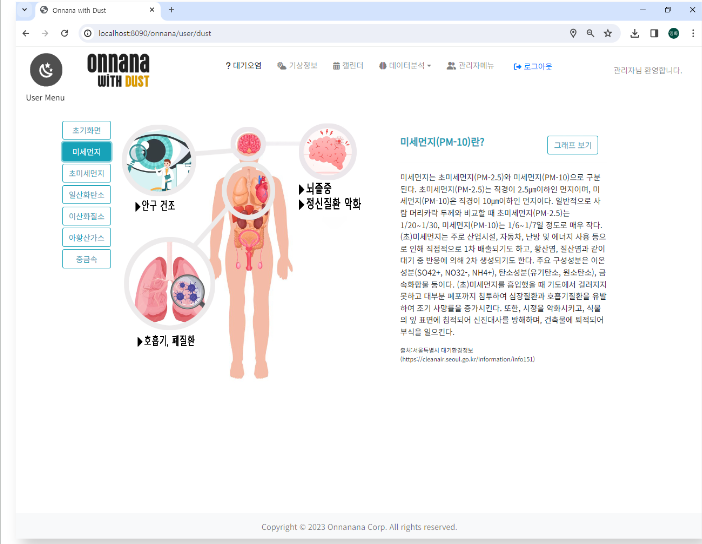 Onnana with Dust
localhost:8090/onnana/user/dust
onnana
WITH DUST
? 대기오염
기상정보
캘린더
데이터분석
관리자메뉴
로그아웃
관리자님 환영합니다.
User Menu
초기화면
미세먼지
초미세먼지
일산화탄소
이산화질소
아황산가스
중금속
▶안구 건조
▶뇌졸중
▶정신질환 악화
▶호흡기, 폐질환
미세먼지(PM-10)란?
그래프 보기
미세먼지는 초미세먼지(PM-2.5)와 미세먼지(PM-10)으로 구분
된다. 초미세먼지(PM-2.5)는 직경이 2.5㎛이하인 먼지이며, 미
세먼지(PM-10)은 직경이 10㎛이하인 먼지이다. 일반적으로 사
람 머리카락 두께와 비교할 때 초미세먼지(PM-2.5)는
1/20~1/30, 미세먼지(PM-10)는 1/6~1/7일 정도로 매우 작다.
(초)미세먼지는 주로 산업시설, 자동차, 난방 및 에너지 사용 등으
로 인해 직접적으로 1차 배출되기도 하고, 황산염, 질산염과 같이
대기 중 반응에 의해 2차 생성되기도 한다. 주요 구성성분은 이온
성분(SO42+, NO32-, NH4+), 탄소성분(유기탄소, 원소탄소), 금
속화합물 등이다. (초)미세먼지를 흡입했을 때 기도에서 걸러지지
못하고 대부분 폐포까지 침투하여 심장질환과 호흡기질환을 유발
하여 조기 사망률을 증가시킨다. 또한, 시정을 악화시키고, 식물
의 잎 표면에 침적되어 신진대사를 방해하며, 건축물에 퇴적되어
부식을 일으킨다.
출처:서울특별시 대기환경정보
(https://cleanair.seoul.go.kr/information/info151)
Copyright © 2023 Onnanana Corp. All rights reserved.